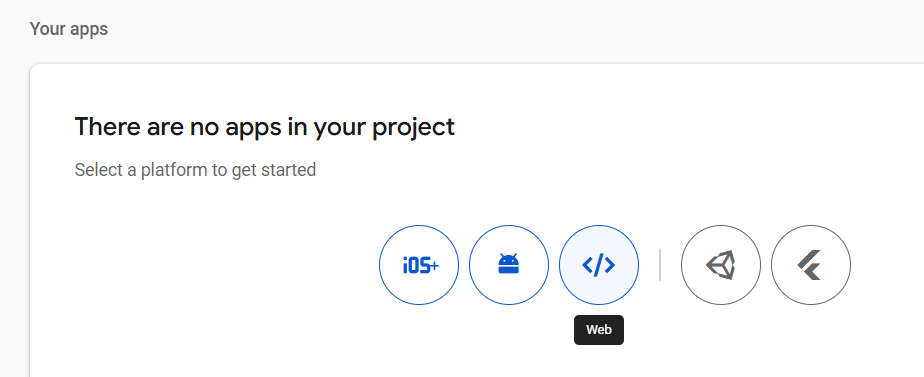 Your apps
There are no apps in your project
Select a platform to get started
iOS+
Web